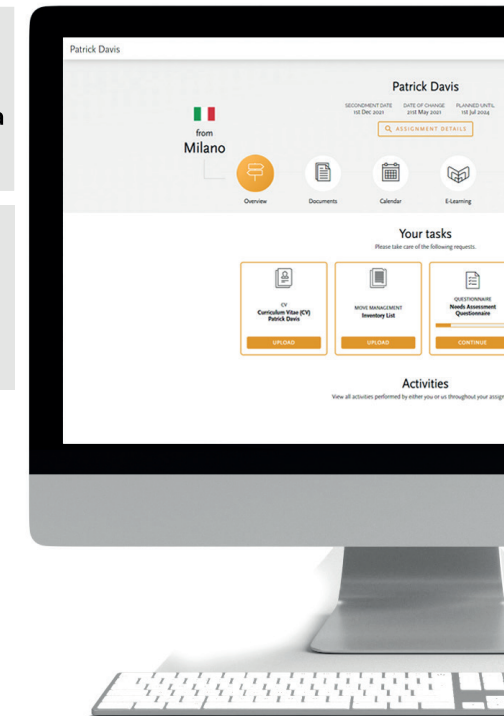 Patrick Davis
Patrick Davis
SECONDMENT DATE DATE OF CHANGE PLANNED UNTIL
1st Dec 2021 21st May 2021 1st Jul 2024
ASSIGNMENT DETAILS
from
Milano
Overview Documents Calendar E-Learning
Your tasks
Please take care of the following requests.
CV
Curriculum Vitae (CV)
Patrick Davis
UPLOAD
MOVE MANAGEMENT
Inventory List
UPLOAD
QUESTIONNAIRE
Needs Assessment
Questionnaire
CONTINUE
Activities
View all activities performed by either you or us throughout your assign